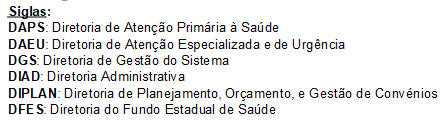 Siglas:
DAPS: Diretoria de Atenção Primária à Saúde
DAEU: Diretoria de Atenção Especializada e de Urgência
DGS: Diretoria de Gestão do Sistema
DIAD: Diretoria Administrativa
DIPLAN: Diretoria de Planejamento, Orçamento, e Gestão de Convénios
DFES: Diretoria do Fundo Estadual de Saúde